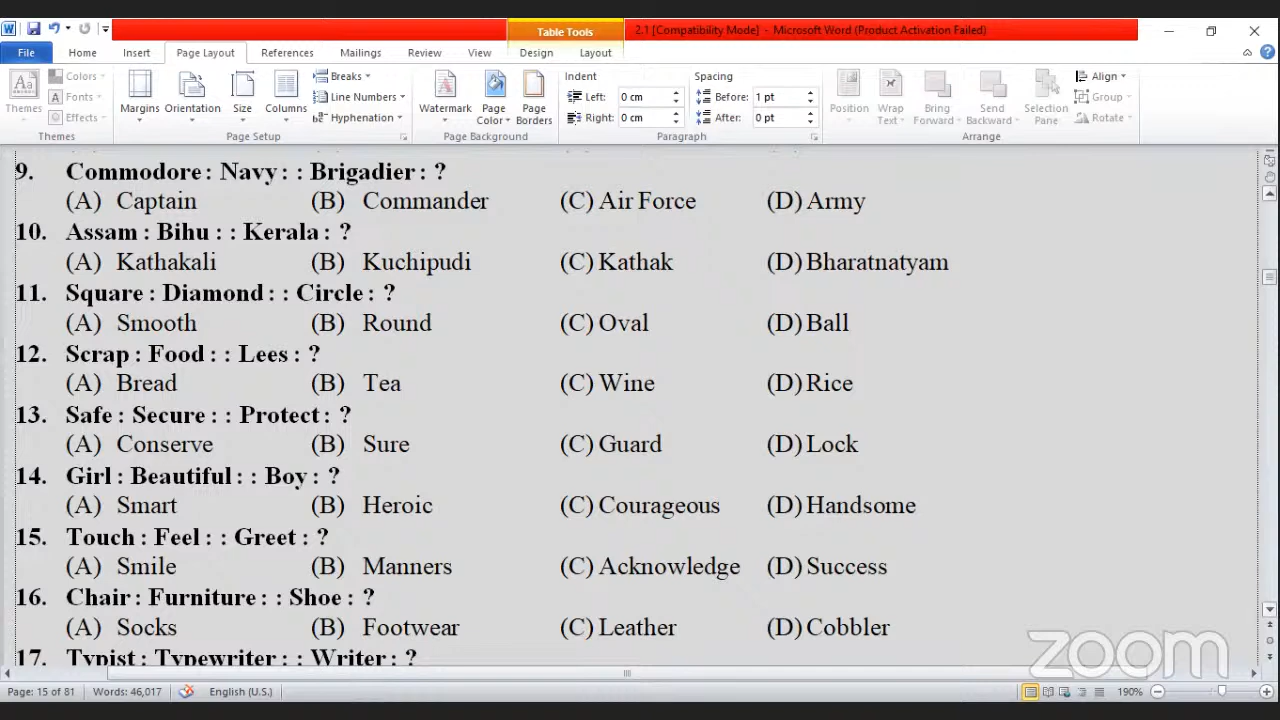 Table Tools
2.1 [Compatibility Mode] - Microsoft Word (Product Activation Failed)
File Home Insert Page Layout References Mailings Review View Design Layout
Themes Colors Fonts Effects
Margins Orientation Size Columns Breaks Line Numbers Hyphenation
Watermark Page Color Page Borders
Indent Spacing
Left: 0 cm Before: 1 pt
Right: 0 cm After: 0 pt
Position Wrap Text Bring Forward Send Backward Selection Pane Align Group Rotate
Themes Page Setup Page Background Paragraph Arrange
9. Commodore : Navy : : Brigadier : ?
(A) Captain (B) Commander (C) Air Force (D) Army
10. Assam : Bihu : : Kerala : ?
(A) Kathakali (B) Kuchipudi (C) Kathak (D) Bharatnatyam
11. Square : Diamond : : Circle : ?
(A) Smooth (B) Round (C) Oval (D) Ball
12. Scrap : Food : : Lees : ?
(A) Bread (B) Tea (C) Wine (D) Rice
13. Safe : Secure : : Protect : ?
(A) Conserve (B) Sure (C) Guard (D) Lock
14. Girl : Beautiful : : Boy : ?
(A) Smart (B) Heroic (C) Courageous (D) Handsome
15. Touch : Feel : : Greet : ?
(A) Smile (B) Manners (C) Acknowledge (D) Success
16. Chair : Furniture : : Shoe : ?
(A) Socks (B) Footwear (C) Leather (D) Cobbler
17. Typist : Typewriter : : Writer : ?
zoom
Page: 15 of 81 Words: 46,017 English (U.S.) 190%